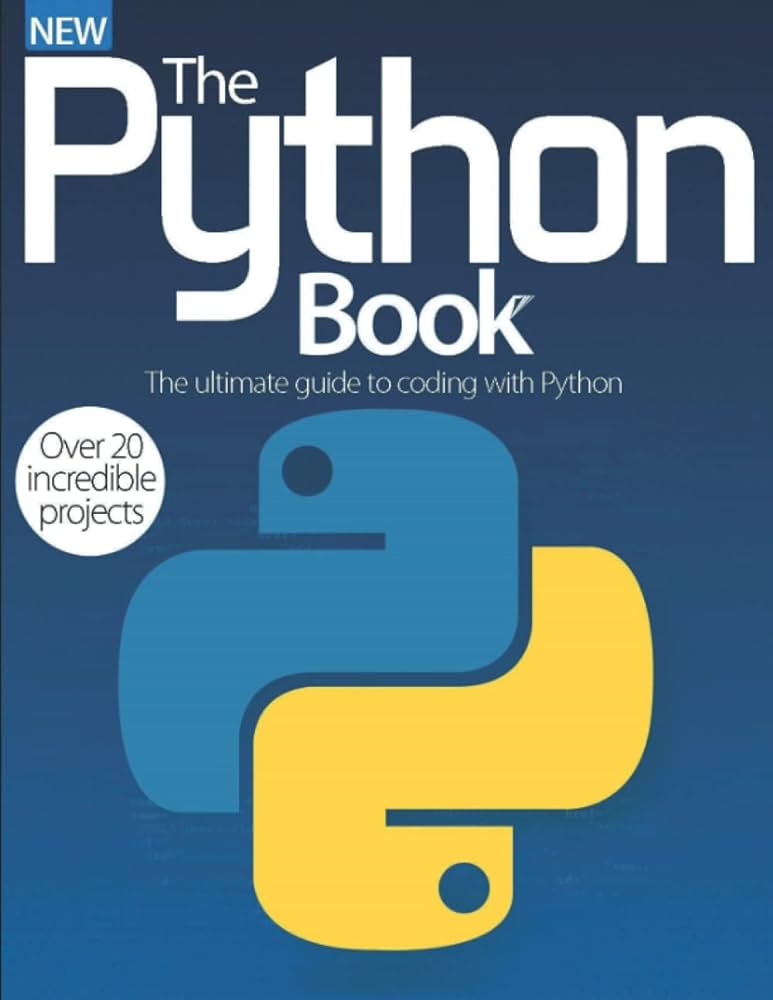 NEW
The
Python
Book
The ultimate guide to coding with Python
Over 20
incredible
projects